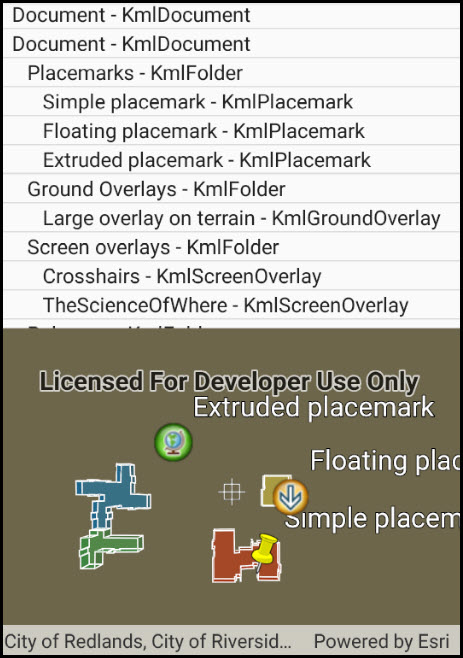 Document - KmlDocument
Document - KmlDocument
Placemarks - KmlFolder
Simple placemark - KmlPlacemark
Floating placemark - KmlPlacemark
Extruded placemark - KmlPlacemark
Ground Overlays - KmlFolder
Large overlay on terrain - KmlGroundOverlay
Screen overlays - KmlFolder
Crosshairs - KmlScreenOverlay
TheScienceOfWhere - KmlScreenOverlay
Licensed For Developer Use Only
Extruded placemark
Floating plac
Simple placem
City of Redlands, City of Riversid... Powered by Esri